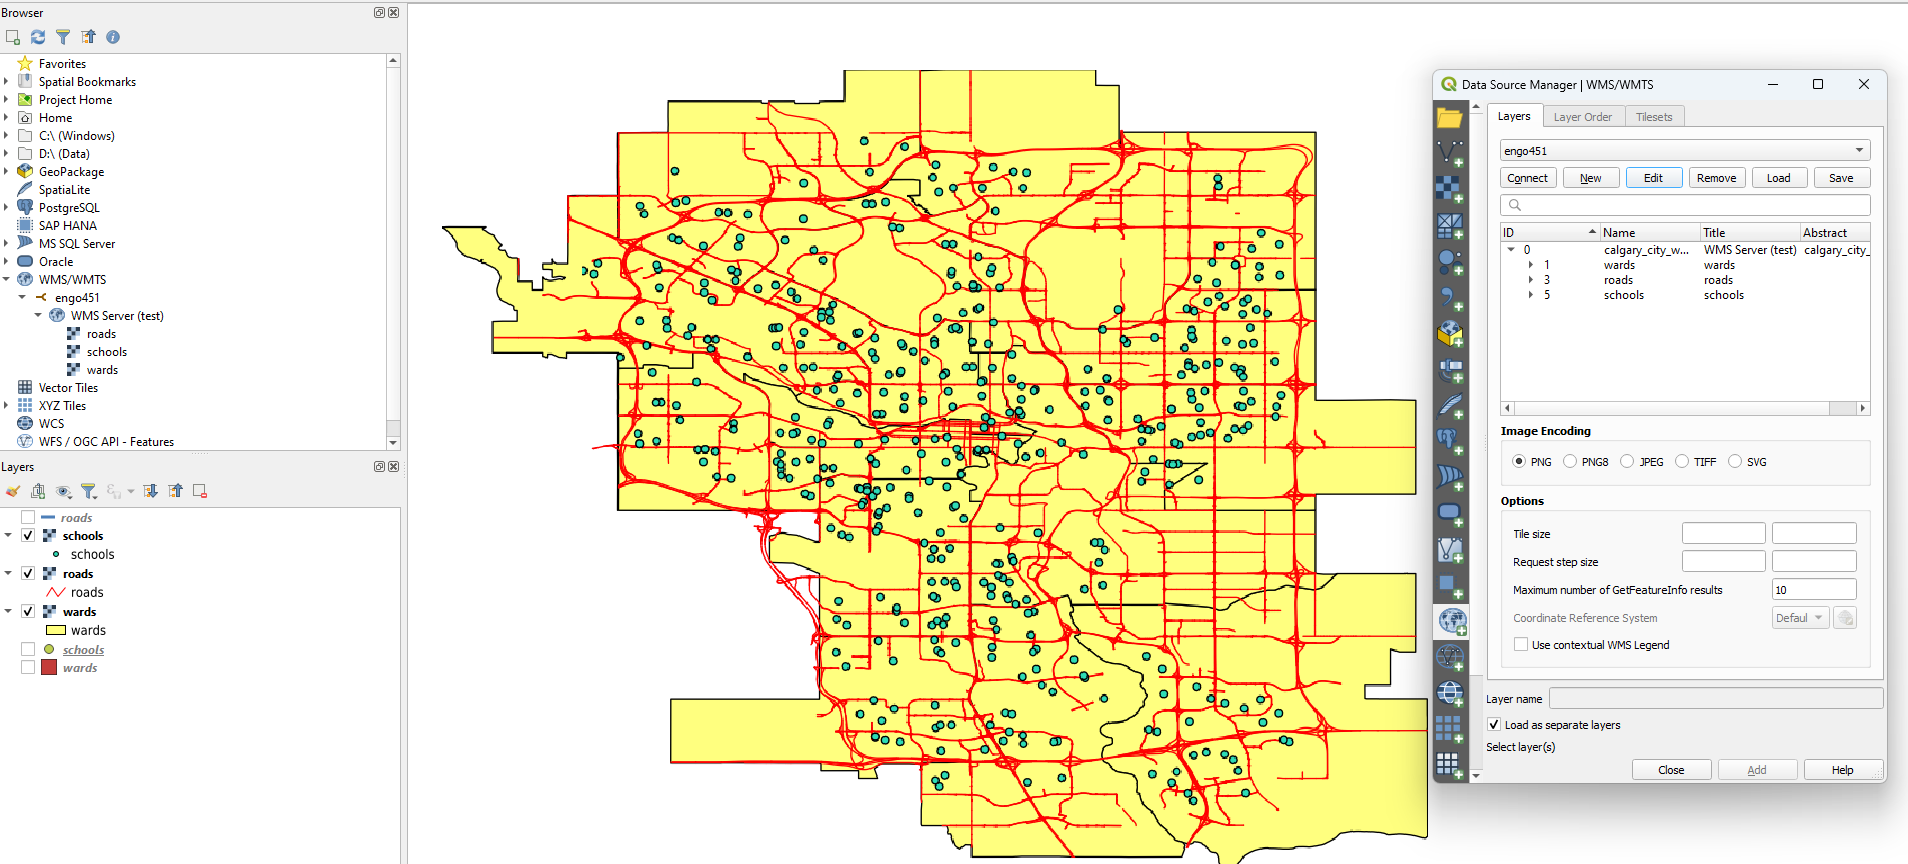 Browser
Favorites
Spatial Bookmarks
Project Home
Home
C:\ (Windows)
D:\ (Data)
GeoPackage
SpatiaLite
PostgreSQL
SAP HANA
MS SQL Server
Oracle
WMS/WMTS
engo451
WMS Server (test)
roads
schools
wards
Vector Tiles
XYZ Tiles
WCS
WFS / OGC API - Features
Layers
roads
schools
schools
roads
roads
wards
wards
schools
wards
Data Source Manager | WMS/WMTS
Layers Layer Order Tilesets
engo451
Connect New Edit Remove Load Save
ID Name Title Abstract
0 calgary_city_w... WMS Server (test) calgary_city_
1 wards wards
3 roads roads
5 schools schools
Image Encoding
PNG PNG8 JPEG TIFF SVG
Options
Tile size
Request step size
Maximum number of GetFeatureInfo results 10
Coordinate Reference System Defaul
Use contextual WMS Legend
Layer name
Load as separate layers
Select layer(s)
Close Add Help